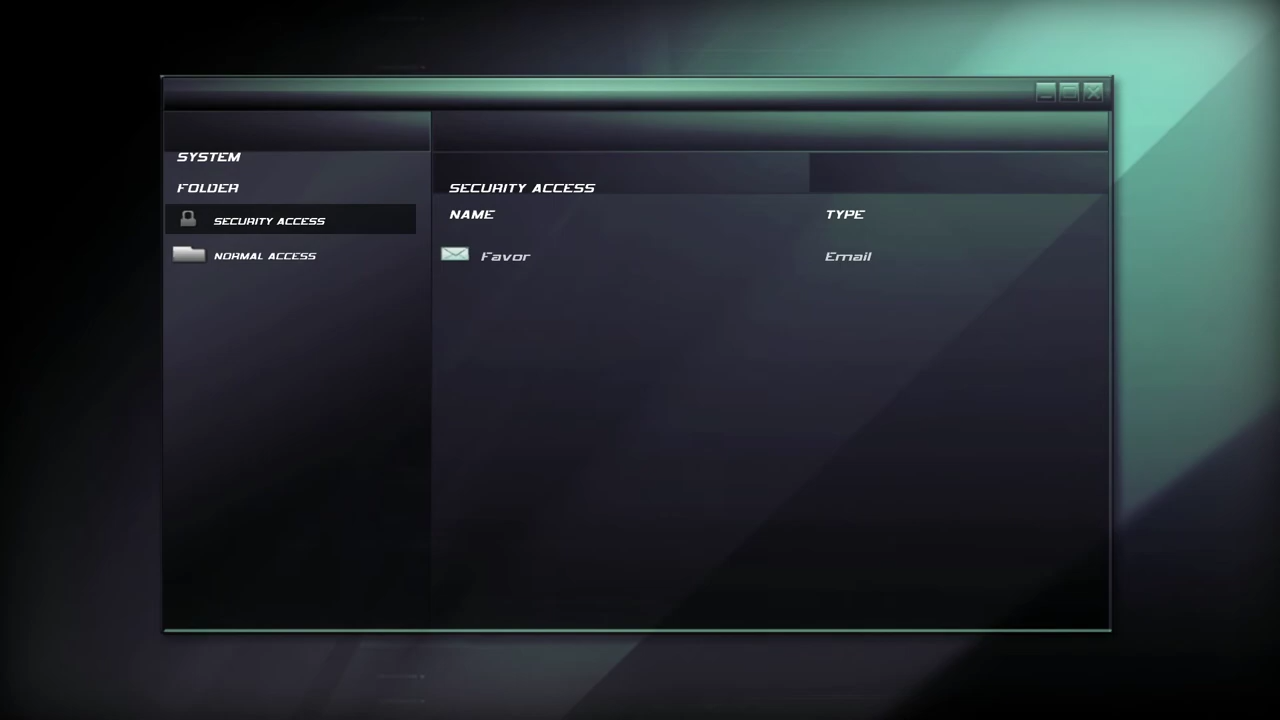 SYSTEM
FOLDER
SECURITY ACCESS
NORMAL ACCESS
SECURITY ACCESS
NAME TYPE
Favor Email